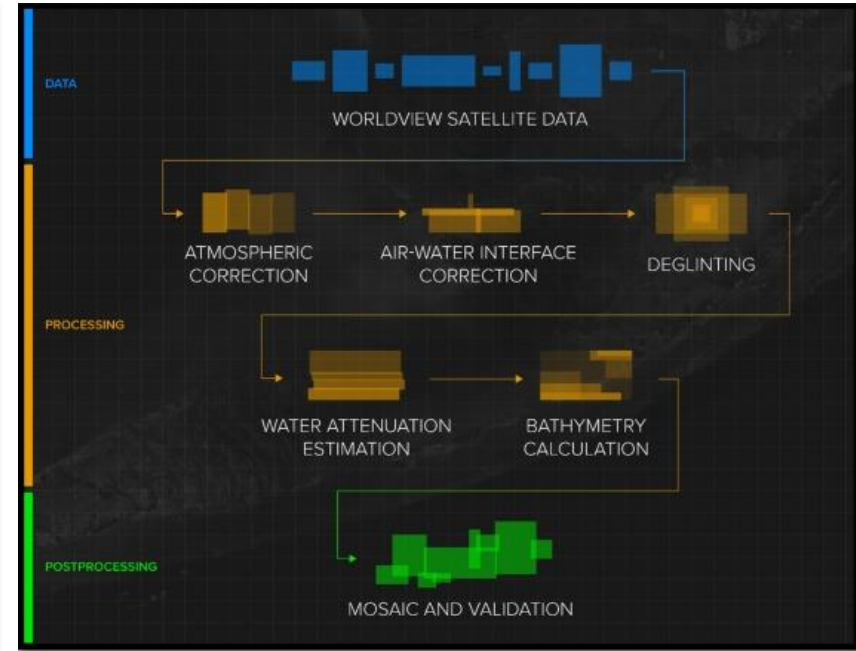 DATA
WORLDVIEW SATELLITE DATA
ATMOSPHERIC
CORRECTION
AIR-WATER INTERFACE
CORRECTION
DEGLINTING
PROCESSING
WATER ATTENUATION
ESTIMATION
BATHYMETRY
CALCULATION
POSTPROCESSING
MOSAIC AND VALIDATION